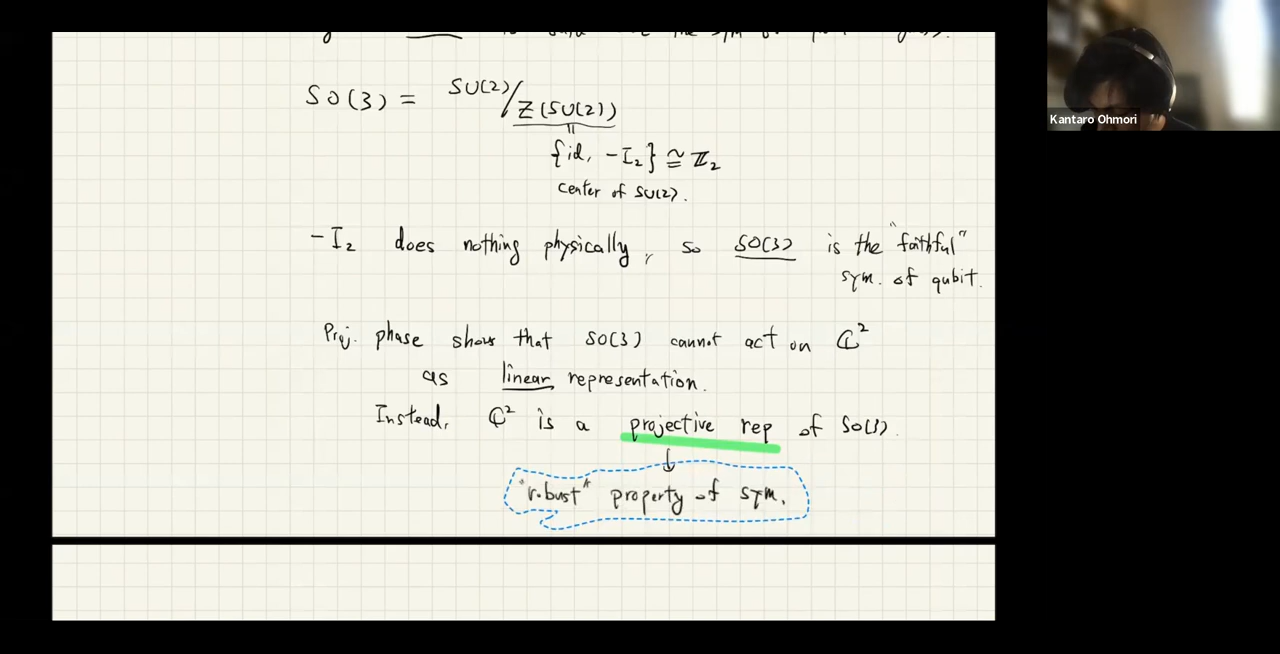 SO(3) = SU(2)/Z(SU(2))
{id, -I₂} ≅ ℤ₂
center of SU(2).
-I₂ does nothing physically, so SO(3) is the "faithful"
sym. of qubit.
Proj. phase shows that SO(3) cannot act on ℂ²
as linear representation.
Instead, ℂ² is a projective rep of SO(3).
↓
"robust" property of sym.
Kantaro Ohmori